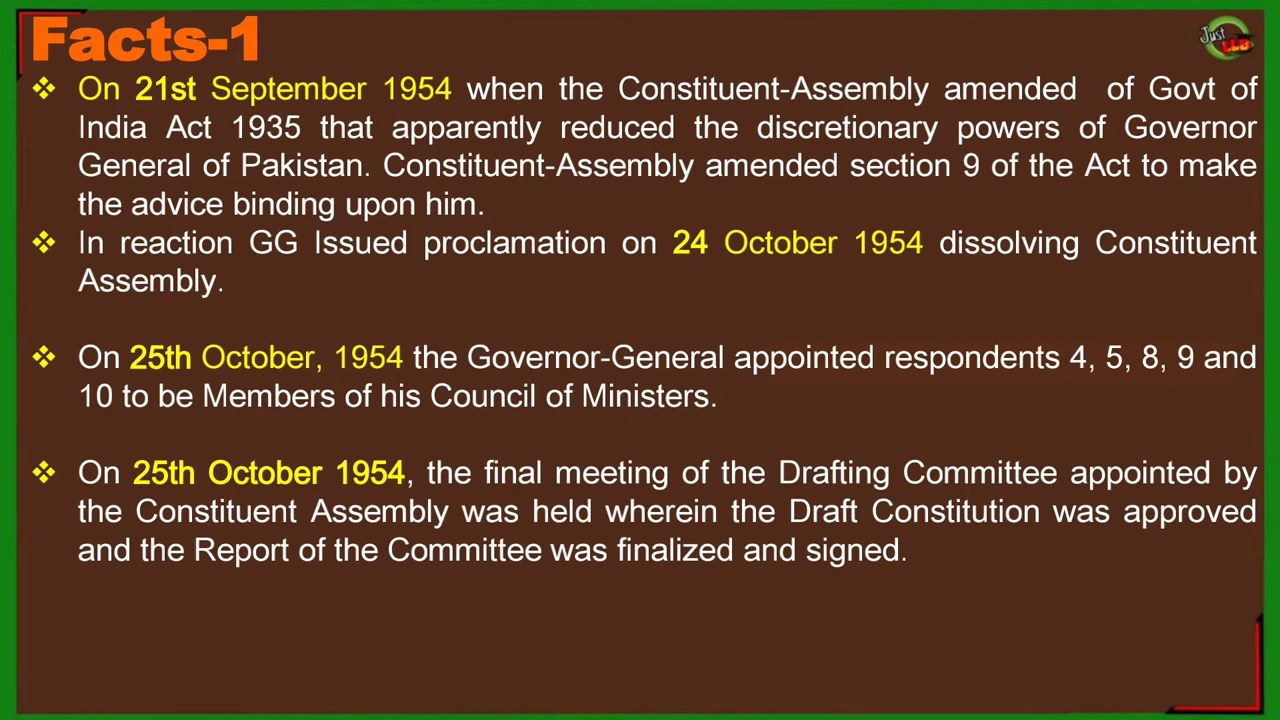 Facts-1
Just
LLB
On 21st September 1954 when the Constituent-Assembly amended of Govt of
India Act 1935 that apparently reduced the discretionary powers of Governor
General of Pakistan. Constituent-Assembly amended section 9 of the Act to make
the advice binding upon him.
In reaction GG Issued proclamation on 24 October 1954 dissolving Constituent
Assembly.
On 25th October, 1954 the Governor-General appointed respondents 4, 5, 8, 9 and
10 to be Members of his Council of Ministers.
On 25th October 1954, the final meeting of the Drafting Committee appointed by
the Constituent Assembly was held wherein the Draft Constitution was approved
and the Report of the Committee was finalized and signed.